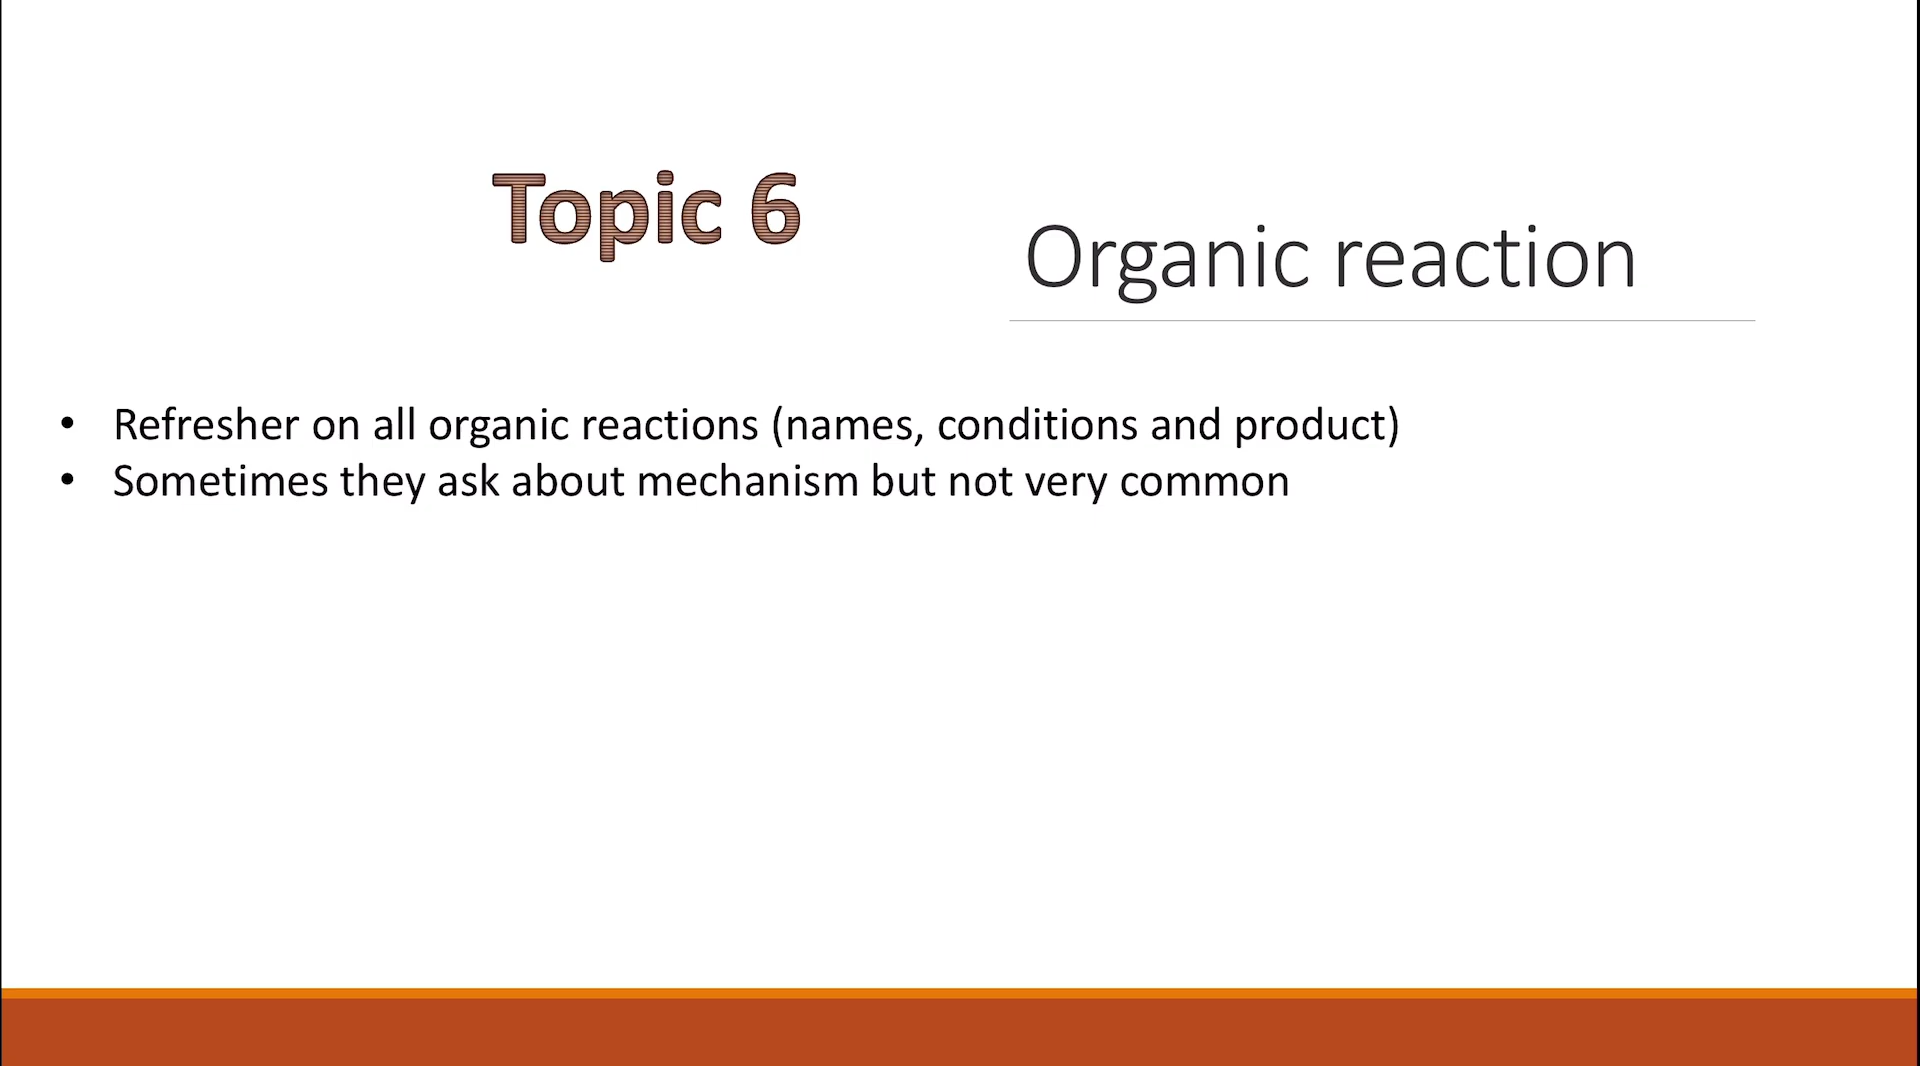 Topic 6
Organic reaction
• Refresher on all organic reactions (names, conditions and product)
• Sometimes they ask about mechanism but not very common